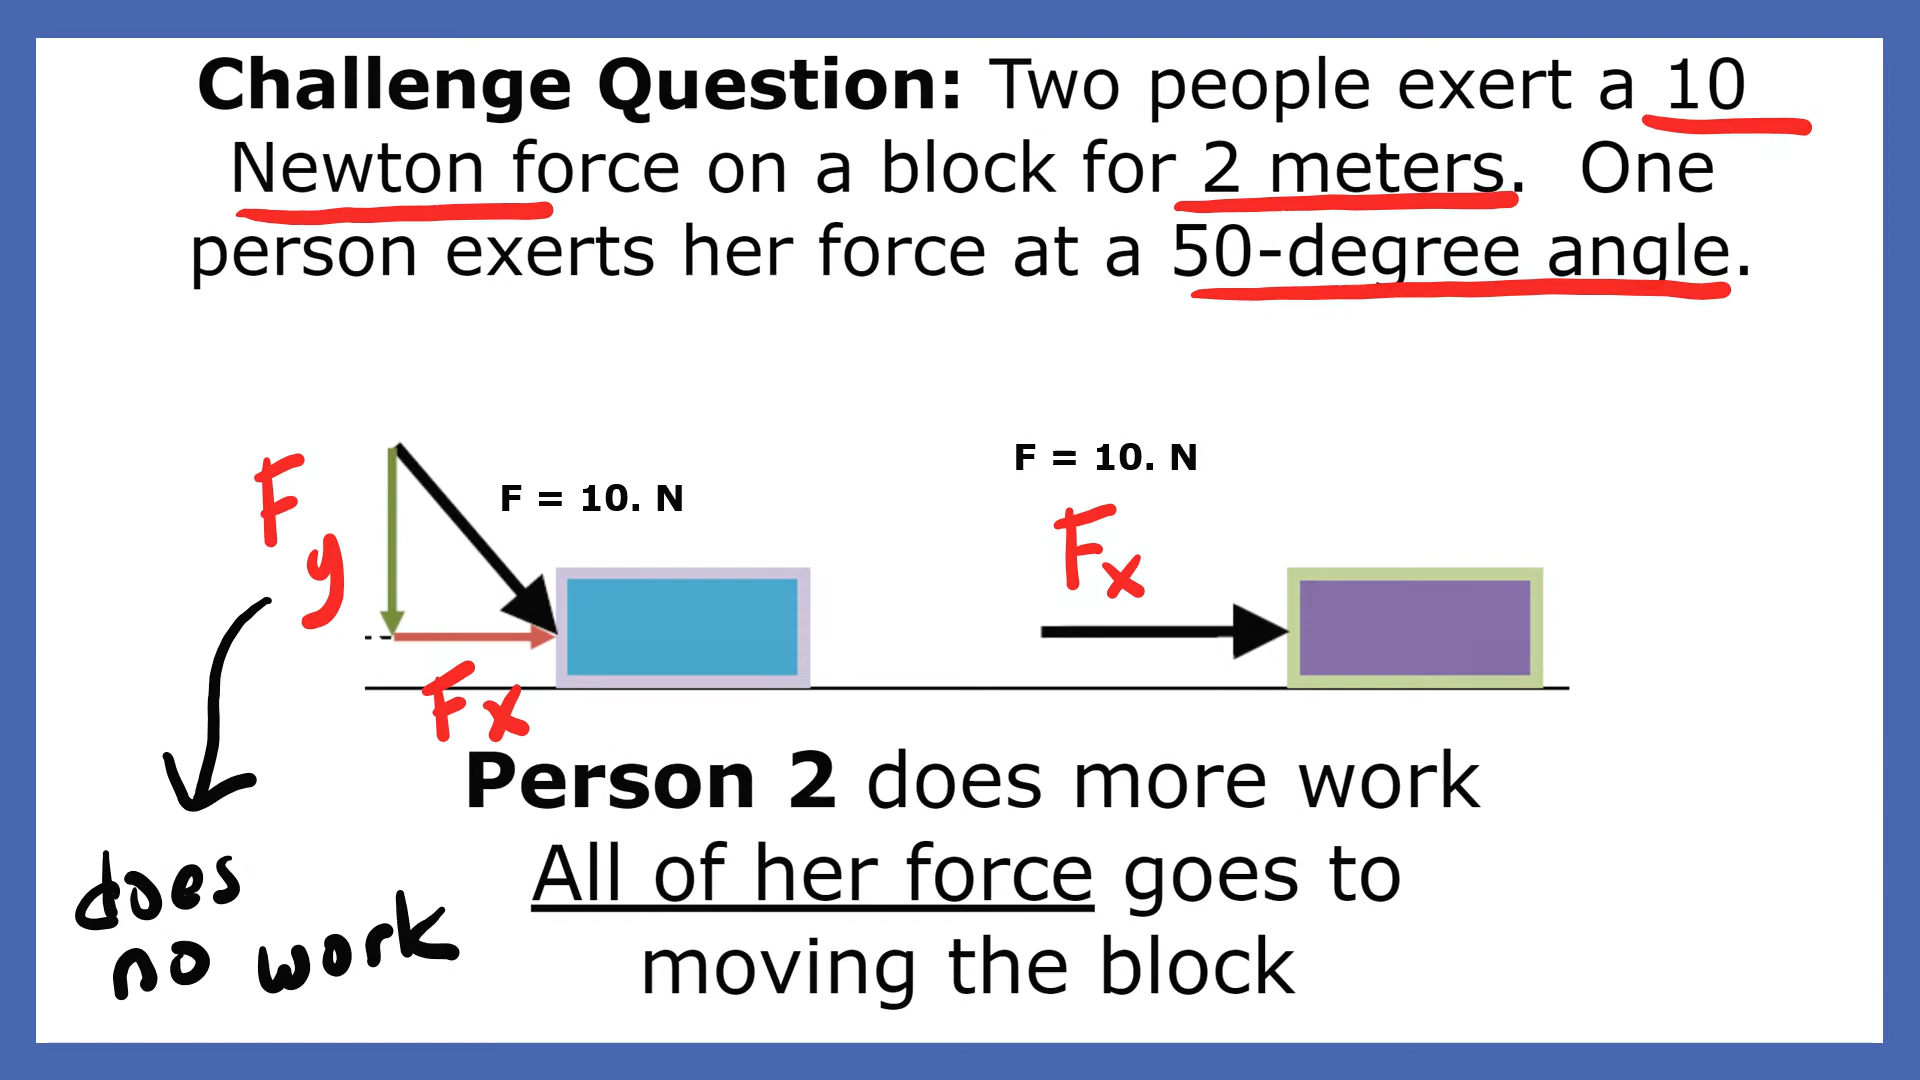 Challenge Question: Two people exert a 10
Newton force on a block for 2 meters. One
person exerts her force at a 50-degree angle.
F = 10. N
F = 10. N
Fy
Fx
Fx
Person 2 does more work
All of her force goes to
moving the block
does
no work